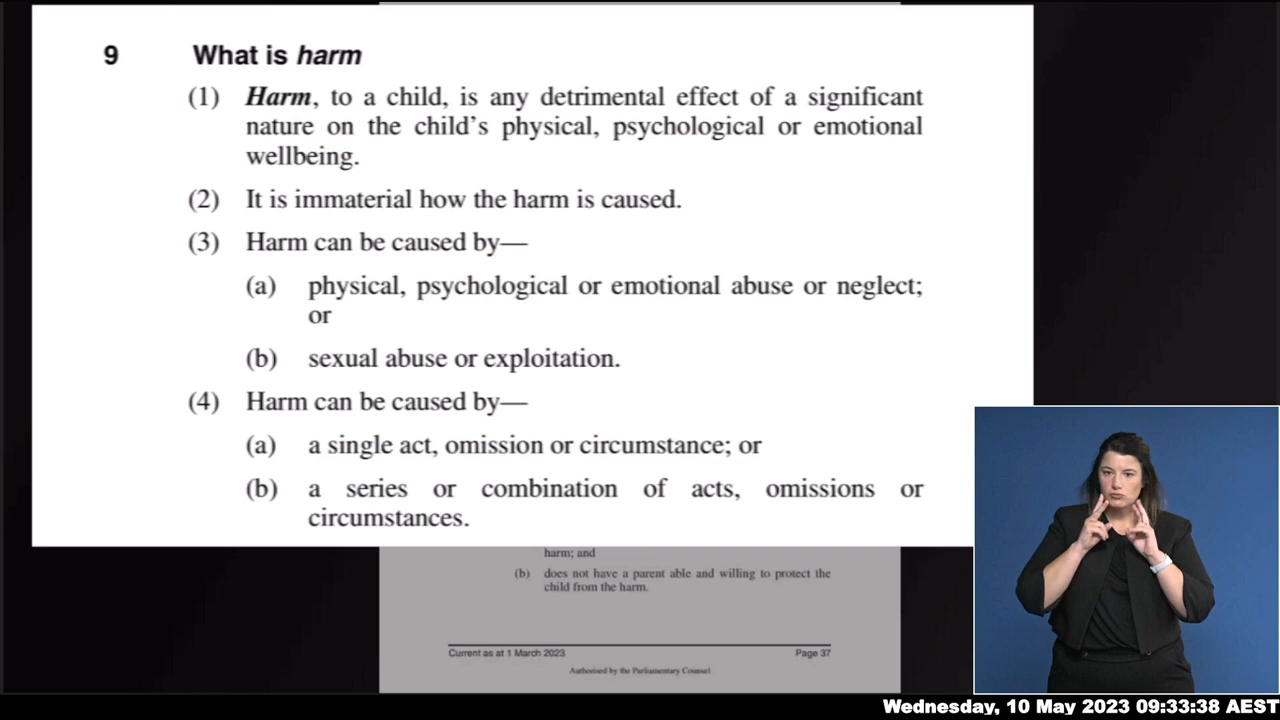 9 What is harm
(1) Harm, to a child, is any detrimental effect of a significant
nature on the child's physical, psychological or emotional
wellbeing.
(2) It is immaterial how the harm is caused.
(3) Harm can be caused by—
(a) physical, psychological or emotional abuse or neglect;
or
(b) sexual abuse or exploitation.
(4) Harm can be caused by—
(a) a single act, omission or circumstance; or
(b) a series or combination of acts, omissions or
circumstances.
harm; and
(b) does not have a parent able and willing to protect the
child from the harm.
Current as at 1 March 2023 Page 37
Authorised by the Parliamentary Counsel
Wednesday, 10 May 2023 09:33:38 AEST